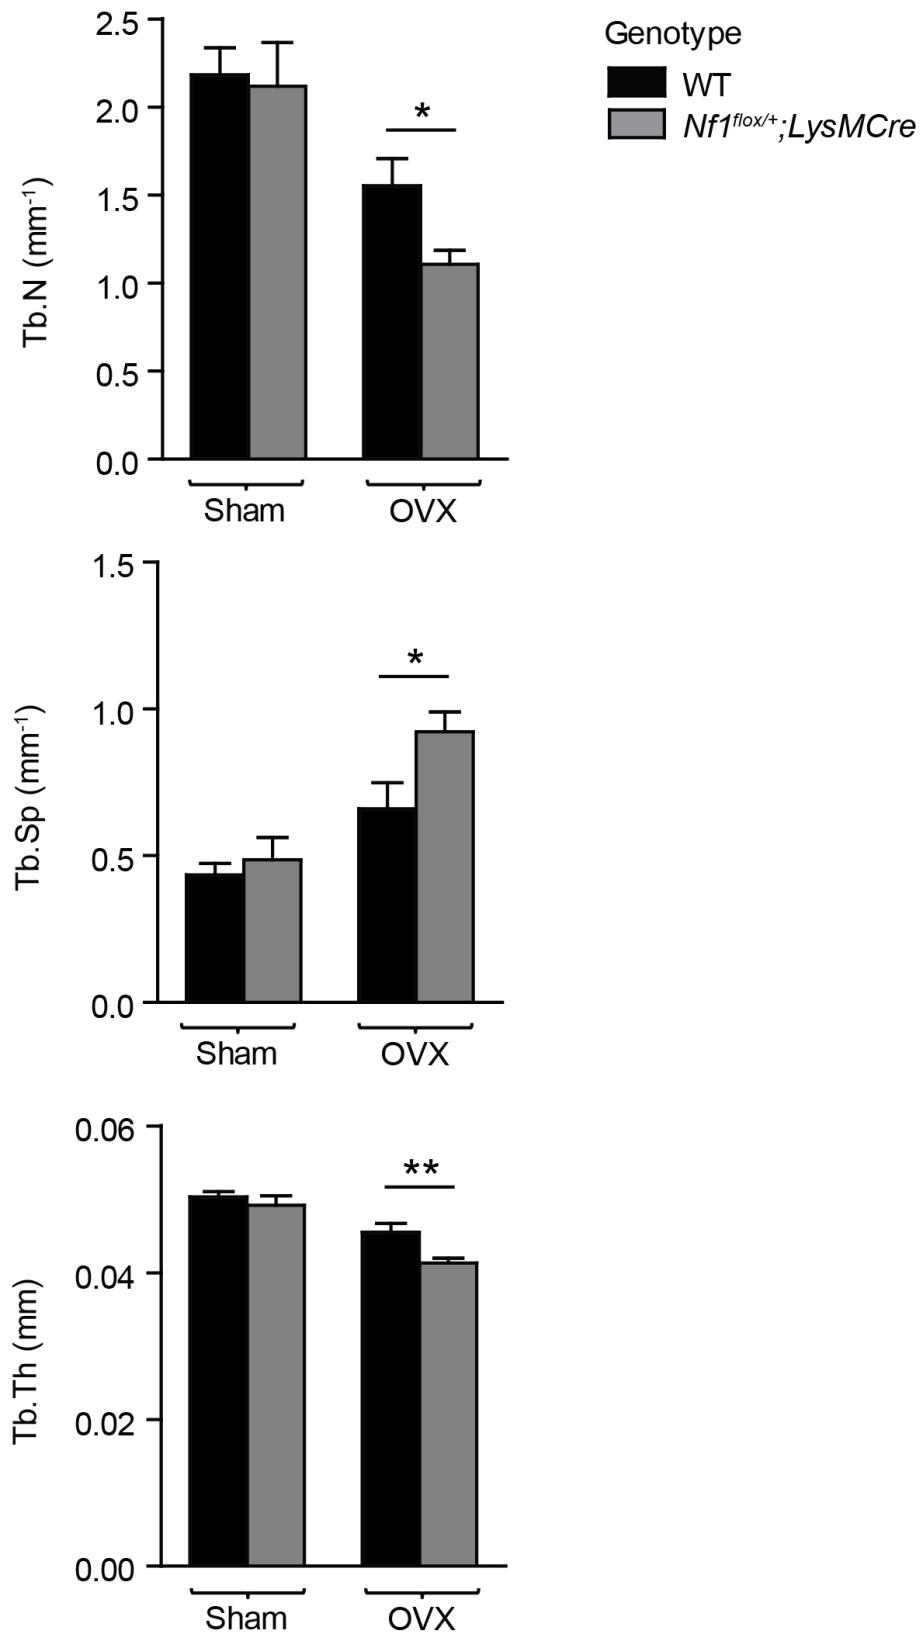 Genotype
WT
Nf1flox/+;LysMCre
2.5
2.0
1.5
1.0
0.5
0.0
Tb.N (mm-1)
*
Sham
OVX
1.5
1.0
0.5
0.0
Tb.Sp (mm-1)
*
Sham
OVX
0.06
0.04
0.02
0.00
Tb.Th (mm)
**
Sham
OVX